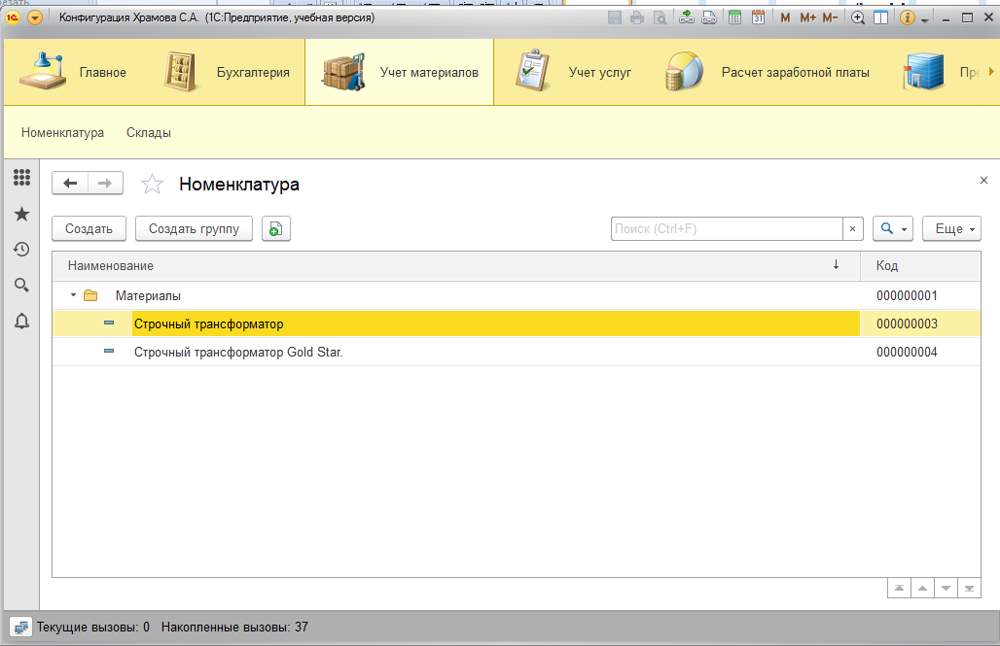 Конфигурация Храмова С.А. (1С:Предприятие, учебная версия)
M M+ M-
Главное Бухгалтерия Учет материалов Учет услуг Расчет заработной платы
Номенклатура Склады
Номенклатура
Создать Создать группу Поиск (Ctrl+F) Еще
Наименование Код
Материалы 000000001
Строчный трансформатор 000000003
Строчный трансформатор Gold Star. 000000004
Текущие вызовы: 0 Накопленные вызовы: 37